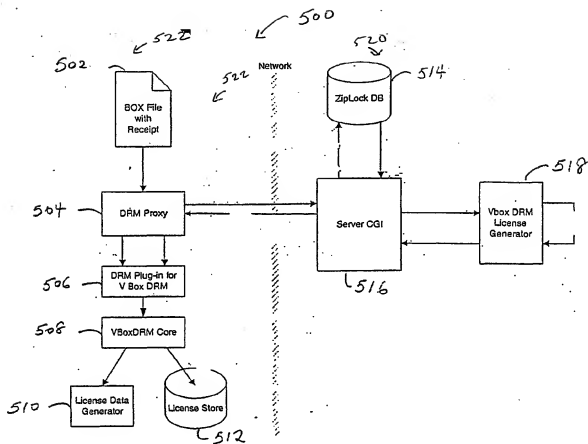 500
522
520
502
522
Network
514
BOX File
with
Receipt
ZipLock DB
518
504
DRM Proxy
Server CGI
Vbox DRM
License
Generator
506
DRM Plug-in for
V Box DRM
516
508
VBoxDRM Core
510
License Data
Generator
License Store
512